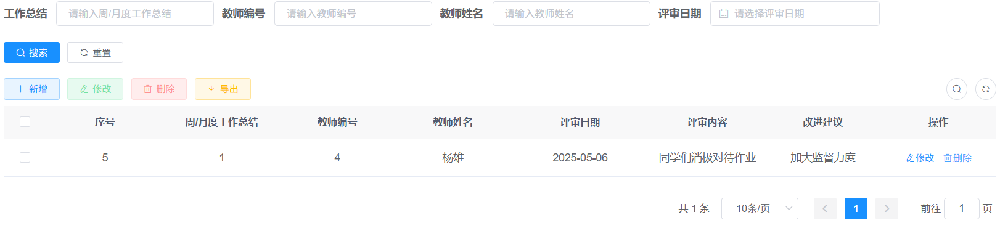 工作总结 请输入周/月度工作总结 教师编号 请输入教师编号 教师姓名 请输入教师姓名 评审日期 请选择评审日期
搜索 重置
新增 修改 删除 导出
序号 周/月度工作总结 教师编号 教师姓名 评审日期 评审内容 改进建议 操作
5 1 4 杨雄 2025-05-06 同学们消极对待作业 加大监督力度 修改 删除
共 1 条 10条/页 1 前往 1 页